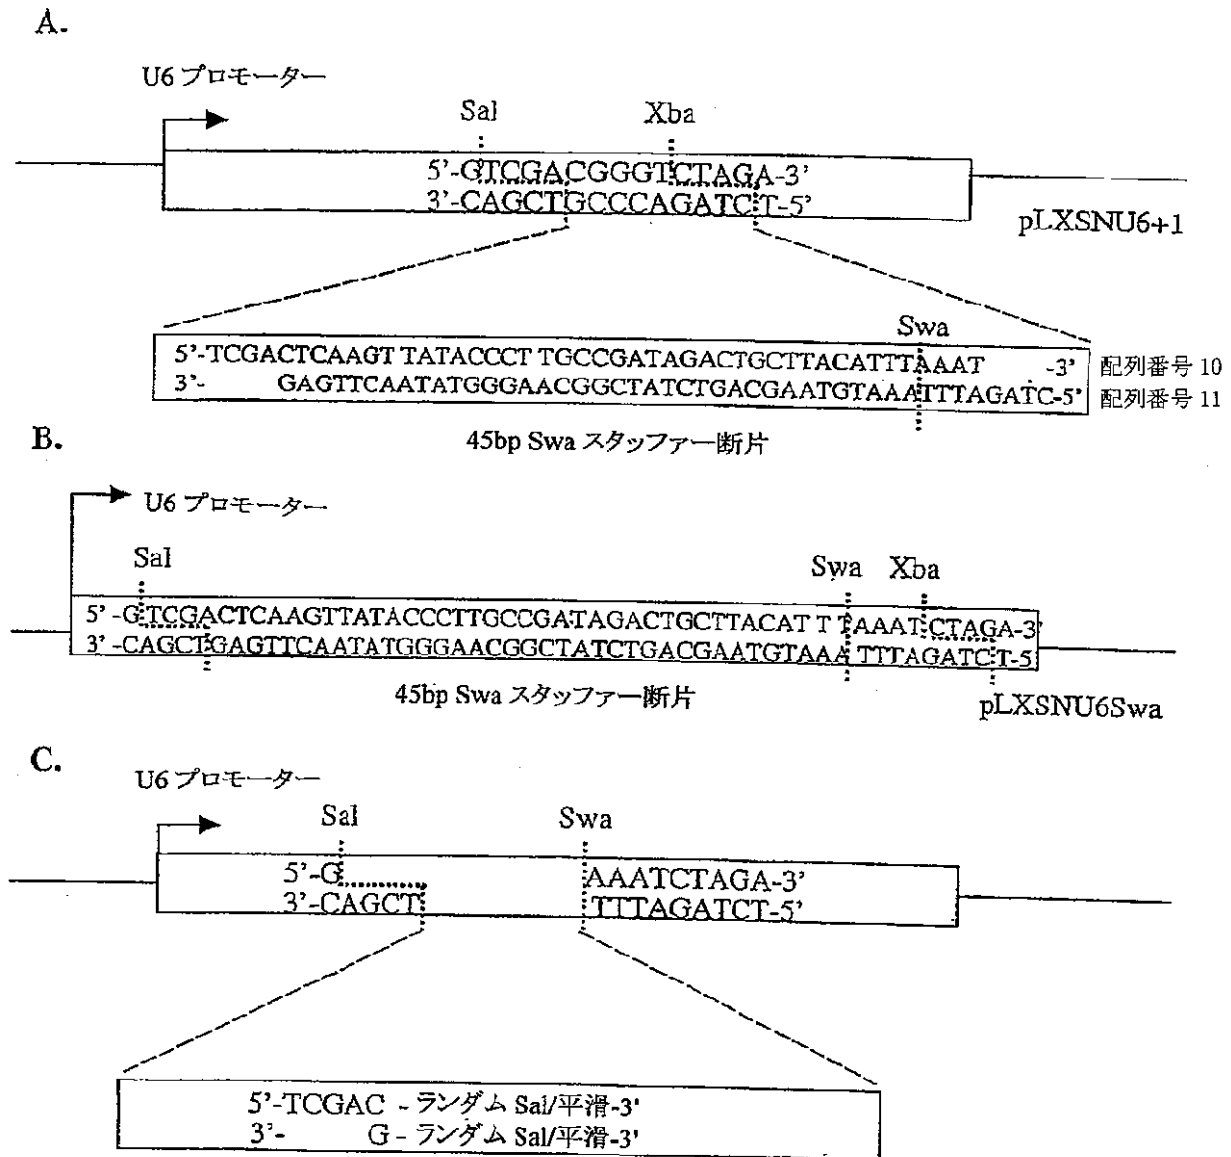 A.
U6 プロモーター
Sal Xba
5'-GTCGACGGGTCTAGA-3'
3'-CAGCTGCCCAGATCT-5'
pLXSNU6+1
Swa
5'-TCGACTCAAGTTATACCCTTGCCGATAGACTGCTTACATTTAAAT -3' 配列番号 10
3'- GAGTTCAATATGGGAACGGCTATCTGACGAATGTAAATTTAGATC-5' 配列番号 11
45bp Swa スタッファー断片
B.
U6 プロモーター
Sal Swa Xba
5'-GTCGACTCAAGTTATACCCTTGCCGATAGACTGCTTACATTTAAATCTAGA-3'
3'-CAGCTGAGTTCAATATGGGAACGGCTATCTGACGAATGTAAATTTAGATCT-5
45bp Swa スタッファー断片
pLXSNU6Swa
C.
U6 プロモーター
Sal Swa
5'-G AAATCTAGA-3'
3'-CAGCT TTTAGATCT-5'
5'-TCGAC - ランダム Sal/平滑-3'
3'- G - ランダム Sal/平滑-3'